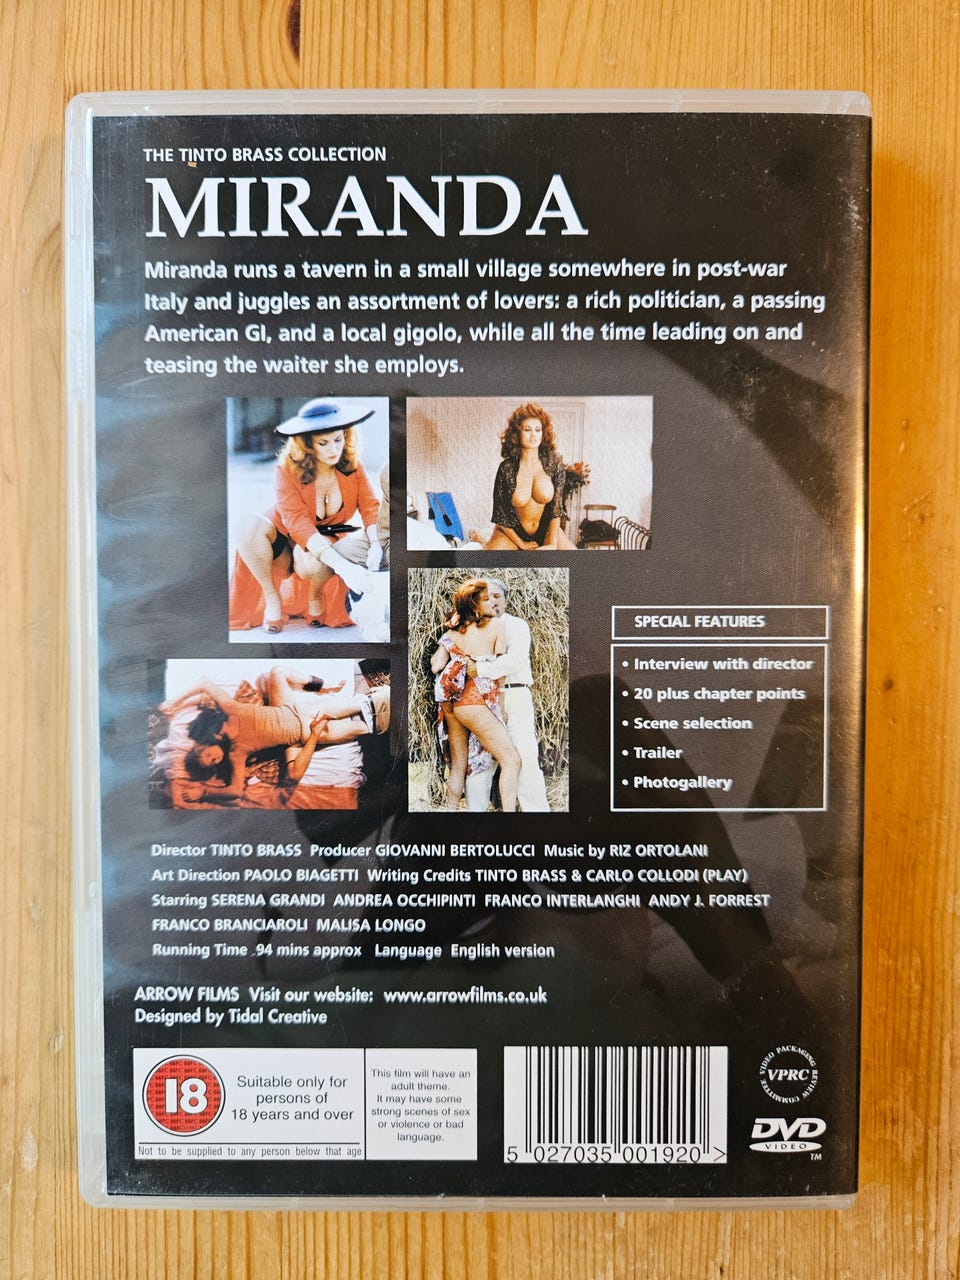 THE TINTO BRASS COLLECTION
MIRANDA
Miranda runs a tavern in a small village somewhere in post-war
Italy and juggles an assortment of lovers: a rich politician, a passing
American GI, and a local gigolo, while all the time leading on and
teasing the waiter she employs.
SPECIAL FEATURES
• Interview with director
• 20 plus chapter points
• Scene selection
• Trailer
• Photogallery
Director TINTO BRASS Producer GIOVANNI BERTOLUCCI Music by RIZ ORTOLANI
Art Direction PAOLO BIAGETTI Writing Credits TINTO BRASS & CARLO COLLODI (PLAY)
Starring SERENA GRANDI ANDREA OCCHIPINTI FRANCO INTERLANGHI ANDY J. FORREST
FRANCO BRANCIAROLI MALISA LONGO
Running Time 94 mins approx Language English version
ARROW FILMS Visit our website: www.arrowfilms.co.uk
Designed by Tidal Creative
18
Suitable only for
persons of
18 years and over
Not to be supplied to any person below that age
This film will have an
adult theme.
It may have some
strong scenes of sex
or violence or bad
language.
5 027035 001920 >
VIDEO PACKAGING REVIEW COMMITTEE
VPRC
DVD
VIDEO
TM